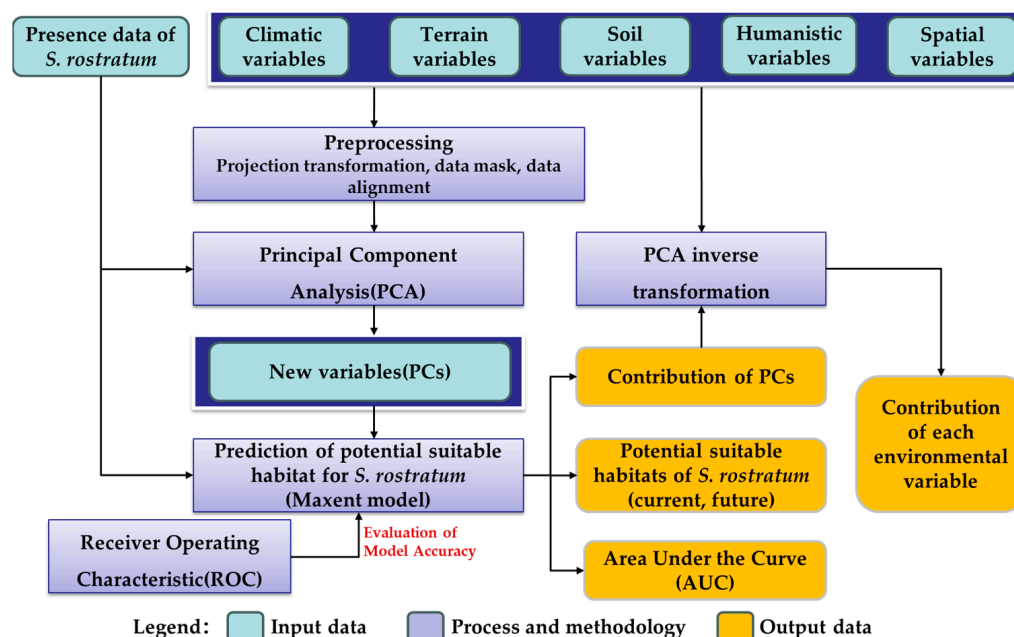 Presence data of
S. rostratum
Climatic
variables
Terrain
variables
Soil
variables
Humanistic
variables
Spatial
variables
Preprocessing
Projection transformation, data mask, data
alignment
Principal Component
Analysis(PCA)
PCA inverse
transformation
New variables(PCs)
Contribution of PCs
Prediction of potential suitable
habitat for S. rostratum
(Maxent model)
Potential suitable
habitats of S. rostratum
(current, future)
Contribution
of each
environmental
variable
Receiver Operating
Characteristic(ROC)
Evaluation of
Model Accuracy
Area Under the Curve
(AUC)
Legend: Input data Process and methodology Output data